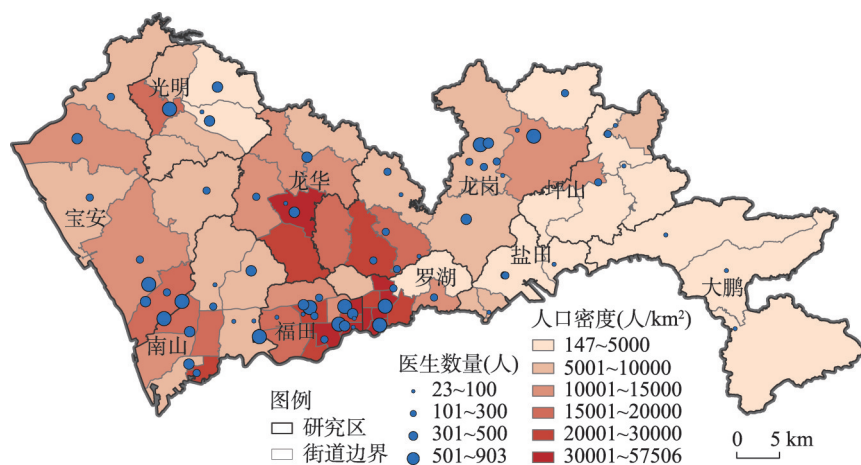 光明
龙华
宝安
龙岗
坪山
盐田
罗湖
大鹏
南山
福田
图例
研究区
街道边界
医生数量(人)
23~100
101~300
301~500
501~903
人口密度(人/km²)
147~5000
5001~10000
10001~15000
15001~20000
20001~30000
30001~57506
0 5 km